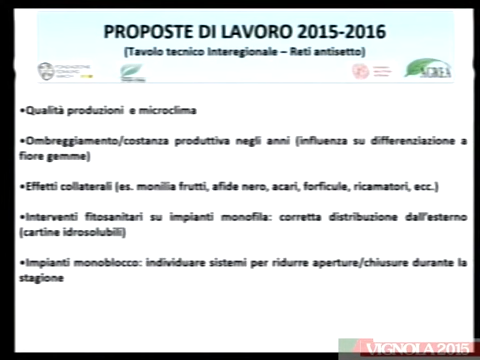 PROPOSTE DI LAVORO 2015-2016
(Tavolo tecnico Interegionale – Reti antisetto)
FONDAZIONE
AGREA
•Qualità produzioni e microclima
•Ombreggiamento/costanza produttiva negli anni (influenza su differenziazione a
fiore gemme)
•Effetti collaterali (es. monilia frutti, afide nero, acari, forficule, ricamatori, ecc.)
•Interventi fitosanitari su impianti monofila: corretta distribuzione dall'esterno
(cartine idrosolubili)
•Impianti monoblocco: individuare sistemi per ridurre aperture/chiusure durante la
stagione
VIGNOLA 2015